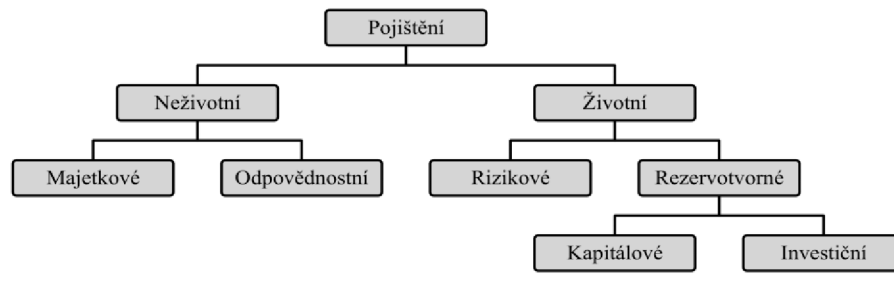 Pojištění
Neživotní
Životní
Majetkové
Odpovědnostní
Rizikové
Rezervotvorné
Kapitálové
Investiční